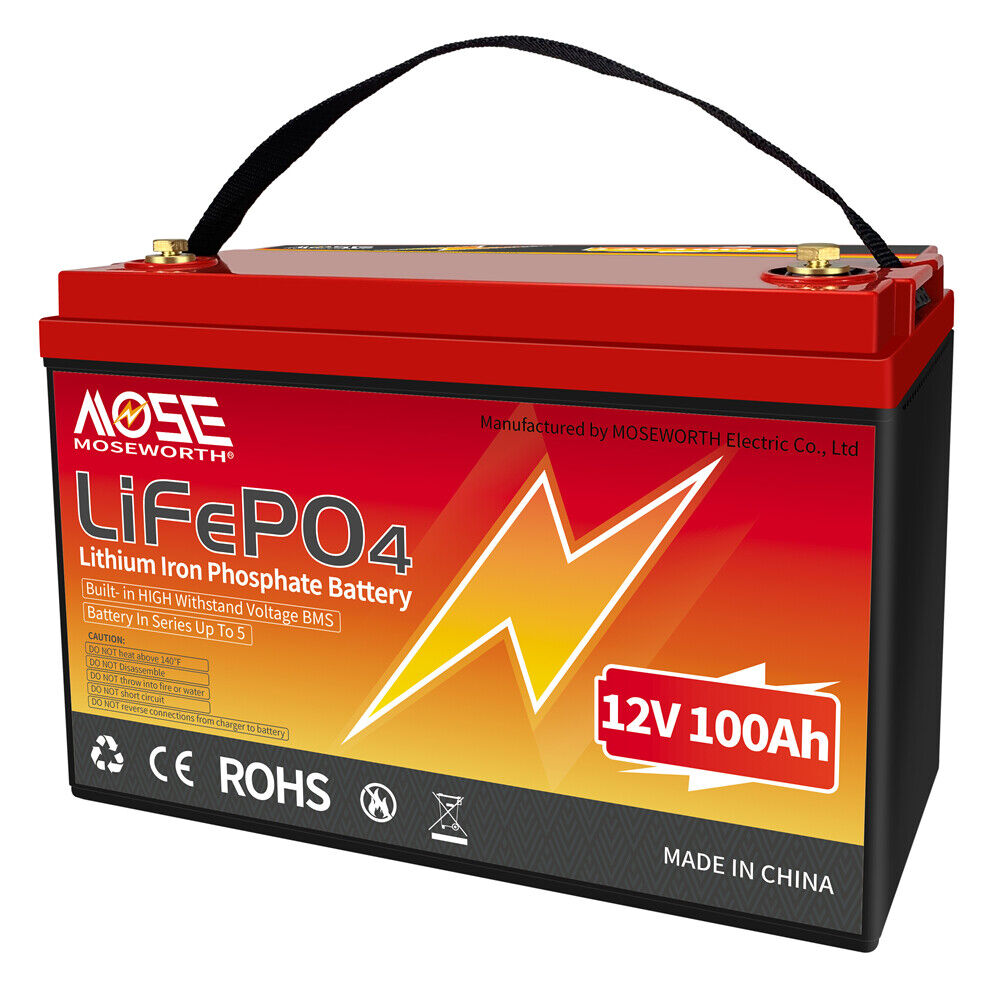 MOSE
MOSEWORTH®
Manufactured by MOSEWORTH Electric Co., Ltd
LiFePO4
Lithium Iron Phosphate Battery
Built- in HIGH Withstand Voltage BMS
Battery In Series Up To 5
CAUTION:
DO NOT heat above 140°F
DO NOT Disassemble
DO NOT throw into fire or water
DO NOT short circuit
DO NOT reverse connections from charger to battery
12V 100Ah
CE
ROHS
MADE IN CHINA